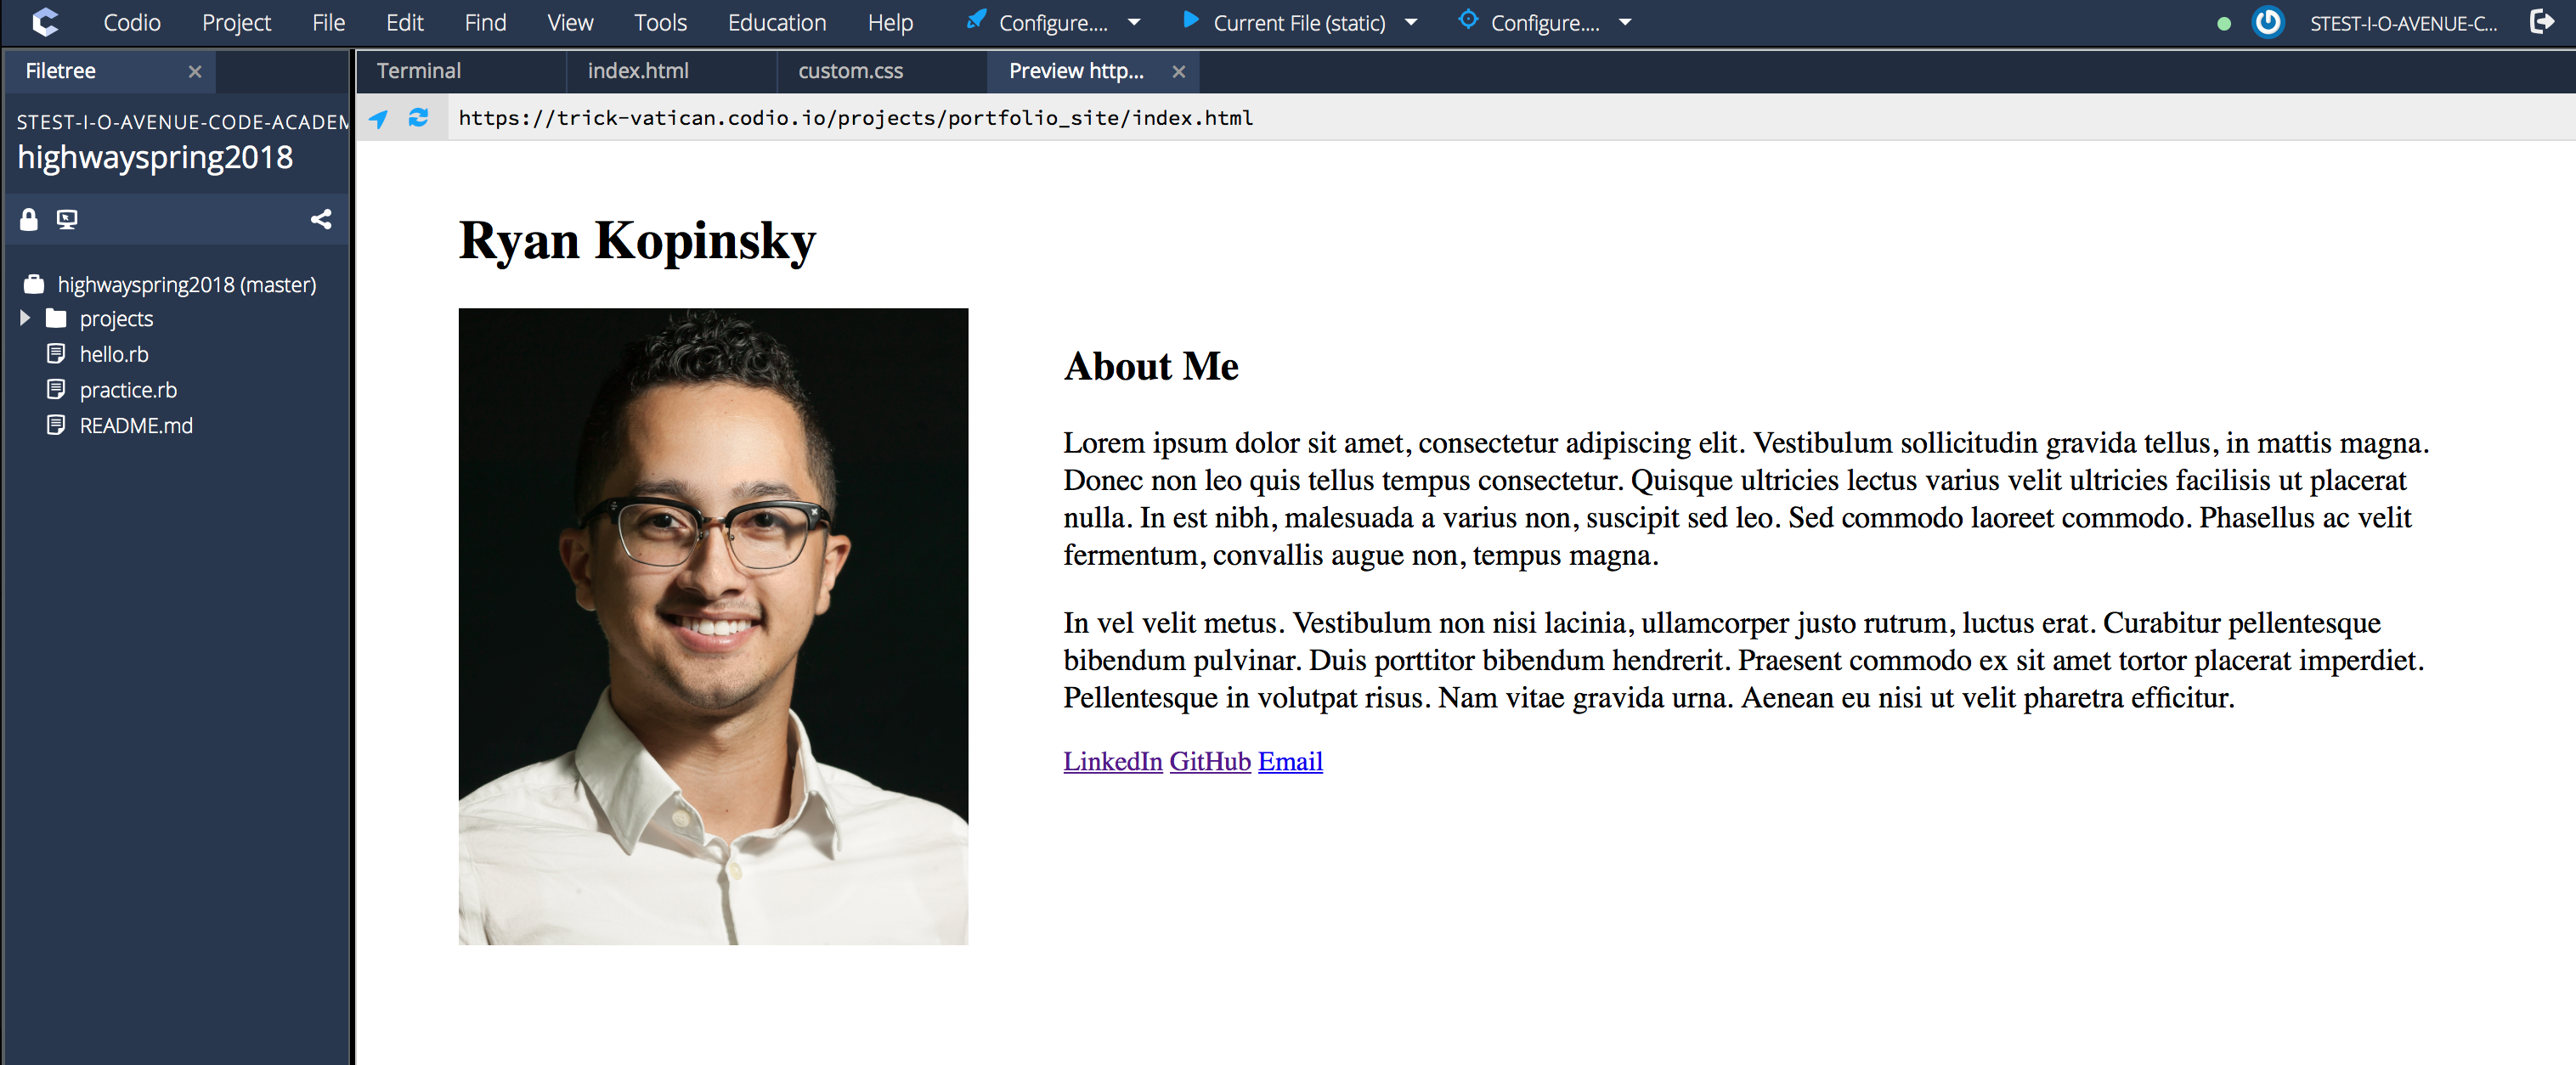 Codio Project File Edit Find View Tools Education Help Configure.... Current File (static) Configure.... STEST-I-O-AVENUE-C...
Filetree
Terminal index.html custom.css Preview http...
https://trick-vatican.codio.io/projects/portfolio_site/index.html
STEST-I-O-AVENUE-CODE-ACADEM
highwayspring2018
highwayspring2018 (master)
projects
hello.rb
practice.rb
README.md
Ryan Kopinsky
About Me
Lorem ipsum dolor sit amet, consectetur adipiscing elit. Vestibulum sollicitudin gravida tellus, in mattis magna.
Donec non leo quis tellus tempus consectetur. Quisque ultricies lectus varius velit ultricies facilisis ut placerat
nulla. In est nibh, malesuada a varius non, suscipit sed leo. Sed commodo laoreet commodo. Phasellus ac velit
fermentum, convallis augue non, tempus magna.
In vel velit metus. Vestibulum non nisi lacinia, ullamcorper justo rutrum, luctus erat. Curabitur pellentesque
bibendum pulvinar. Duis porttitor bibendum hendrerit. Praesent commodo ex sit amet tortor placerat imperdiet.
Pellentesque in volutpat risus. Nam vitae gravida urna. Aenean eu nisi ut velit pharetra efficitur.
LinkedIn GitHub Email